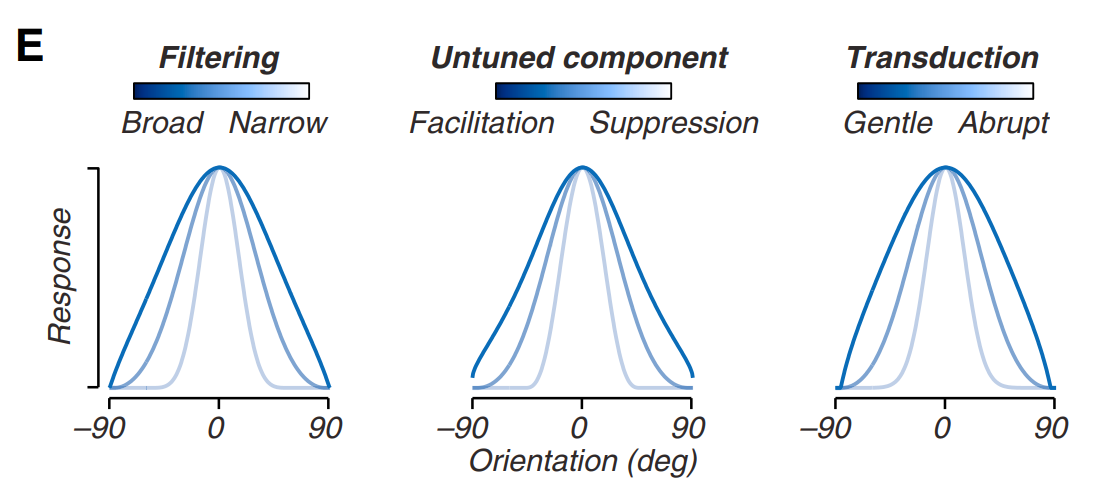 E
Filtering
Broad Narrow
Untuned component
Facilitation Suppression
Transduction
Gentle Abrupt
Response
–90 0 90
–90 0 90
–90 0 90
Orientation (deg)